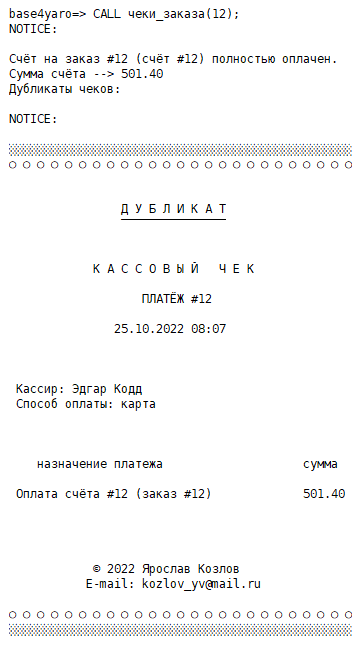 base4yaro=> CALL чеки_заказа(12);
NOTICE:
Счёт на заказ #12 (счёт #12) полностью оплачен.
Сумма счёта --> 501.40
Дубликаты чеков:
NOTICE:
Д У Б Л И К А Т
К А С С О В Ы Й   Ч Е К
ПЛАТЁЖ #12
25.10.2022 08:07
Кассир: Эдгар Кодд
Способ оплаты: карта
назначение платежа   сумма
Оплата счёта #12 (заказ #12)   501.40
© 2022 Ярослав Козлов
E-mail: kozlov_yv@mail.ru